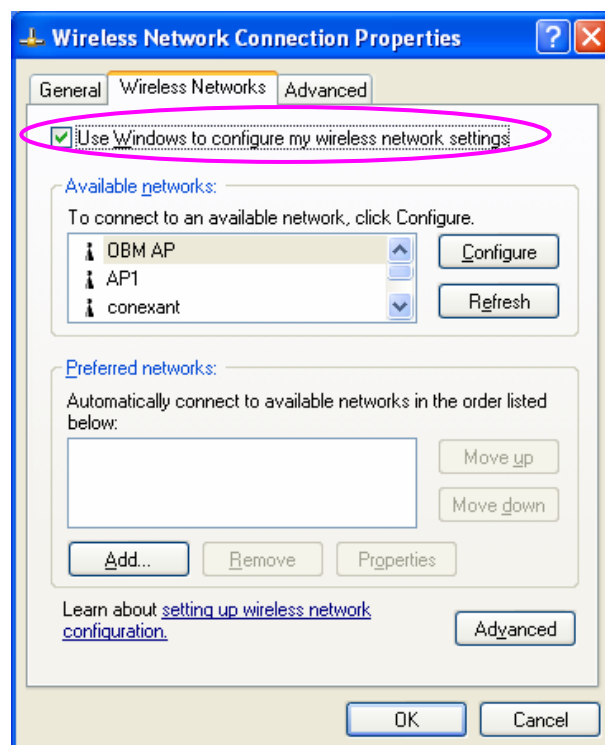 Wireless Network Connection Properties
General Wireless Networks Advanced
Use Windows to configure my wireless network settings
Available networks:
To connect to an available network, click Configure.
OBM AP
AP1
conexant
Configure
Refresh
Preferred networks:
Automatically connect to available networks in the order listed
below:
Move up
Move down
Add... Remove Properties
Learn about setting up wireless network
configuration.
Advanced
OK Cancel